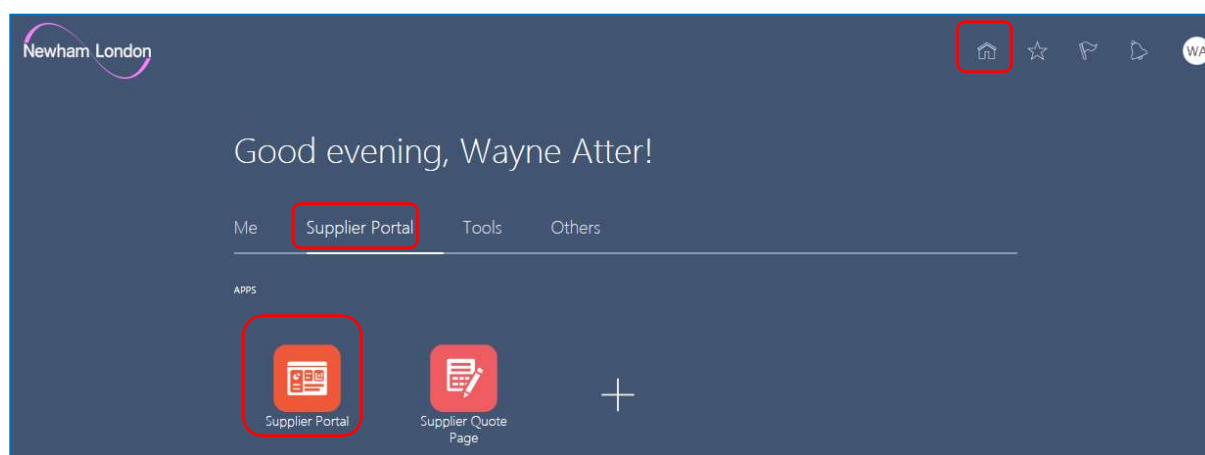 Newham London
WA
Good evening, Wayne Atter!
Me Supplier Portal Tools Others
APPS
Supplier Portal
Supplier Quote
Page